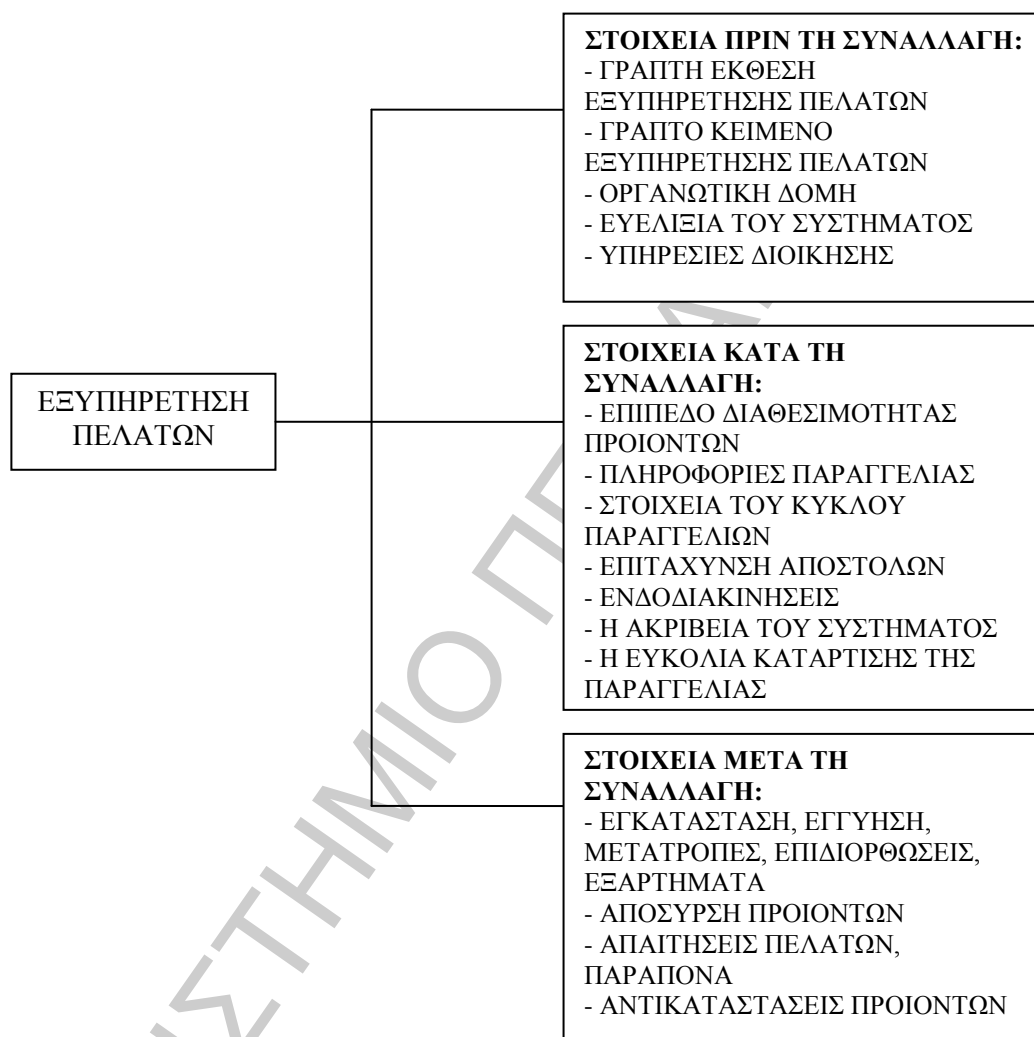 ΣΤΟΙΧΕΙΑ ΠΡΙΝ ΤΗ ΣΥΝΑΛΛΑΓΗ:
- ΓΡΑΠΤΗ ΕΚΘΕΣΗ
ΕΞΥΠΗΡΕΤΗΣΗΣ ΠΕΛΑΤΩΝ
- ΓΡΑΠΤΟ ΚΕΙΜΕΝΟ
ΕΞΥΠΗΡΕΤΗΣΗΣ ΠΕΛΑΤΩΝ
- ΟΡΓΑΝΩΤΙΚΗ ΔΟΜΗ
- ΕΥΕΛΙΞΙΑ ΤΟΥ ΣΥΣΤΗΜΑΤΟΣ
- ΥΠΗΡΕΣΙΕΣ ΔΙΟΙΚΗΣΗΣ
ΕΞΥΠΗΡΕΤΗΣΗ
ΠΕΛΑΤΩΝ
ΣΤΟΙΧΕΙΑ ΚΑΤΑ ΤΗ
ΣΥΝΑΛΛΑΓΗ:
- ΕΠΙΠΕΔΟ ΔΙΑΘΕΣΙΜΟΤΗΤΑΣ
ΠΡΟΙΟΝΤΩΝ
- ΠΛΗΡΟΦΟΡΙΕΣ ΠΑΡΑΓΓΕΛΙΑΣ
- ΣΤΟΙΧΕΙΑ ΤΟΥ ΚΥΚΛΟΥ
ΠΑΡΑΓΓΕΛΙΩΝ
- ΕΠΙΤΑΧΥΝΣΗ ΑΠΟΣΤΟΛΩΝ
- ΕΝΔΟΔΙΑΚΙΝΗΣΕΙΣ
- Η ΑΚΡΙΒΕΙΑ ΤΟΥ ΣΥΣΤΗΜΑΤΟΣ
- Η ΕΥΚΟΛΙΑ ΚΑΤΑΡΤΙΣΗΣ ΤΗΣ
ΠΑΡΑΓΓΕΛΙΑΣ
ΣΤΟΙΧΕΙΑ ΜΕΤΑ ΤΗ
ΣΥΝΑΛΛΑΓΗ:
- ΕΓΚΑΤΑΣΤΑΣΗ, ΕΓΓΥΗΣΗ,
ΜΕΤΑΤΡΟΠΕΣ, ΕΠΙΔΙΟΡΘΩΣΕΙΣ,
ΕΞΑΡΤΗΜΑΤΑ
- ΑΠΟΣΥΡΣΗ ΠΡΟΙΟΝΤΩΝ
- ΑΠΑΙΤΗΣΕΙΣ ΠΕΛΑΤΩΝ,
ΠΑΡΑΠΟΝΑ
- ΑΝΤΙΚΑΤΑΣΤΑΣΕΙΣ ΠΡΟΙΟΝΤΩΝ